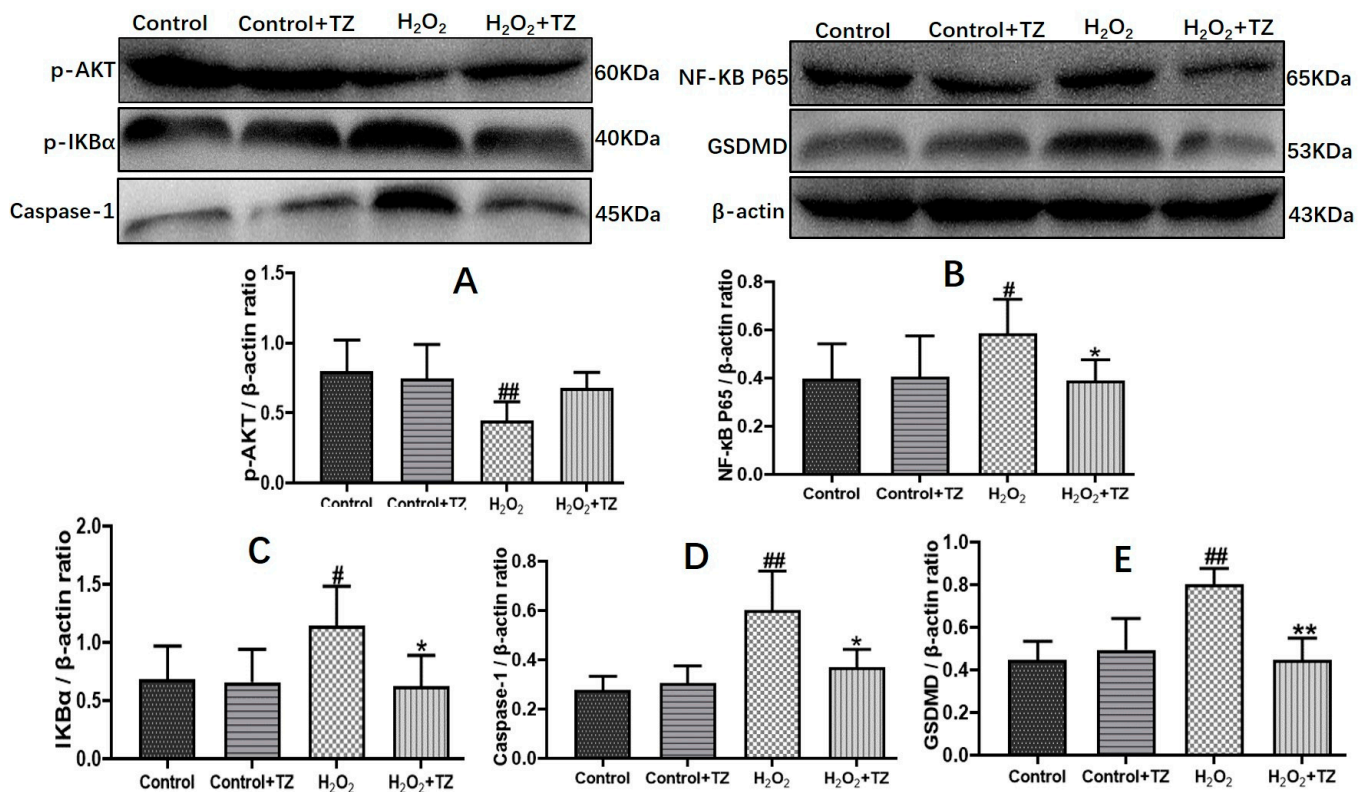 Control Control+TZ H₂O₂ H₂O₂+TZ
p-AKT 60KDa
p-IKBα 40KDa
Caspase-1 45KDa
Control Control+TZ H₂O₂ H₂O₂+TZ
NF-KB P65 65KDa
GSDMD 53KDa
β-actin 43KDa
A
p-AKT / β-actin ratio
1.5
1.0
0.5
0.0
##
Control Control+TZ H₂O₂ H₂O₂+TZ
B
NF-κB P65 / β-actin ratio
0.8
0.6
0.4
0.2
0.0
# *
Control Control+TZ H₂O₂ H₂O₂+TZ
C
IKBα / β-actin ratio
2.0
1.5
1.0
0.5
0.0
# *
Control Control+TZ H₂O₂ H₂O₂+TZ
D
Caspase-1 / β-actin ratio
0.8
0.6
0.4
0.2
0.0
## *
Control Control+TZ H₂O₂ H₂O₂+TZ
E
GSDMD / β-actin ratio
1.0
0.8
0.6
0.4
0.2
0.0
## **
Control Control+TZ H₂O₂ H₂O₂+TZ